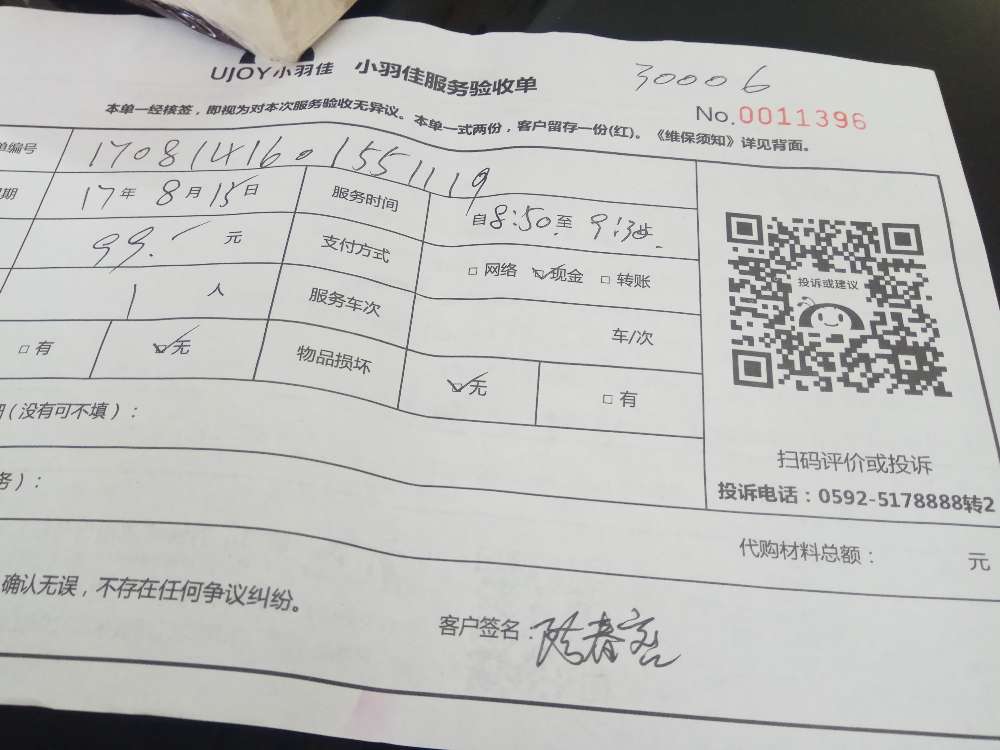 UJOY小羽佳 小羽佳服务验收单 30006
No.0011396
本单一经核签，即视为对本次服务验收无异议。本单一式两份，客户留存一份(红)。《维保须知》详见背面。
单编号 1708141601551119
期 17年 8月15日 服务时间 自8:50至
99. 元 支付方式 □网络 ☑现金 □转账
1 人 服务车次 车/次
□有 ☑无 物品损坏 ☑无 □有
投诉或建议
扫码评价或投诉
投诉电话：0592-5178888转2
（没有可不填）：
务）：
代购材料总额： 元
确认无误，不存在任何争议纠纷。
客户签名：